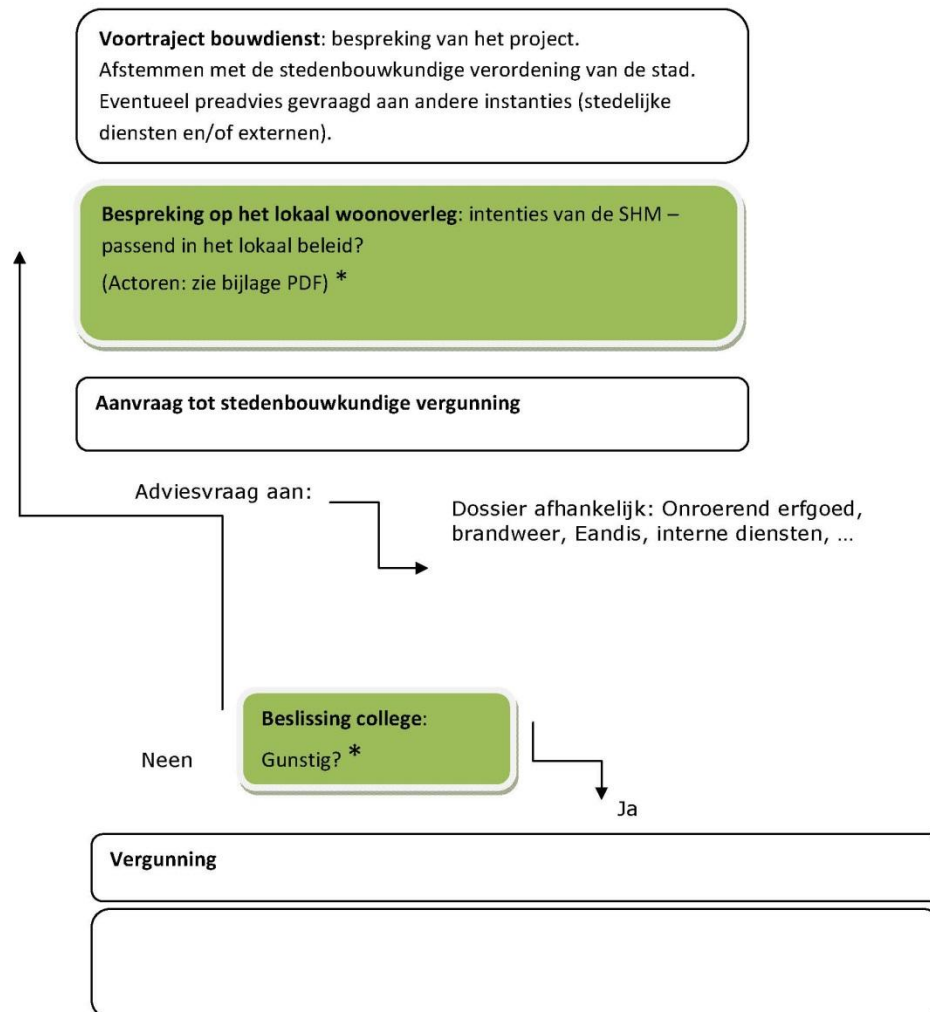 Voortraject bouwdienst: bespreking van het project.
Afstemmen met de stedenbouwkundige verordening van de stad.
Eventueel preadvies gevraagd aan andere instanties (stedelijke
diensten en/of externen).
Bespreking op het lokaal woonoverleg: intenties van de SHM –
passend in het lokaal beleid?
(Actoren: zie bijlage PDF) *
Aanvraag tot stedenbouwkundige vergunning
Adviesvraag aan:
Dossier afhankelijk: Onroerend erfgoed,
brandweer, Eandis, interne diensten, ...
Beslissing college:
Gunstig? *
Neen
Ja
Vergunning